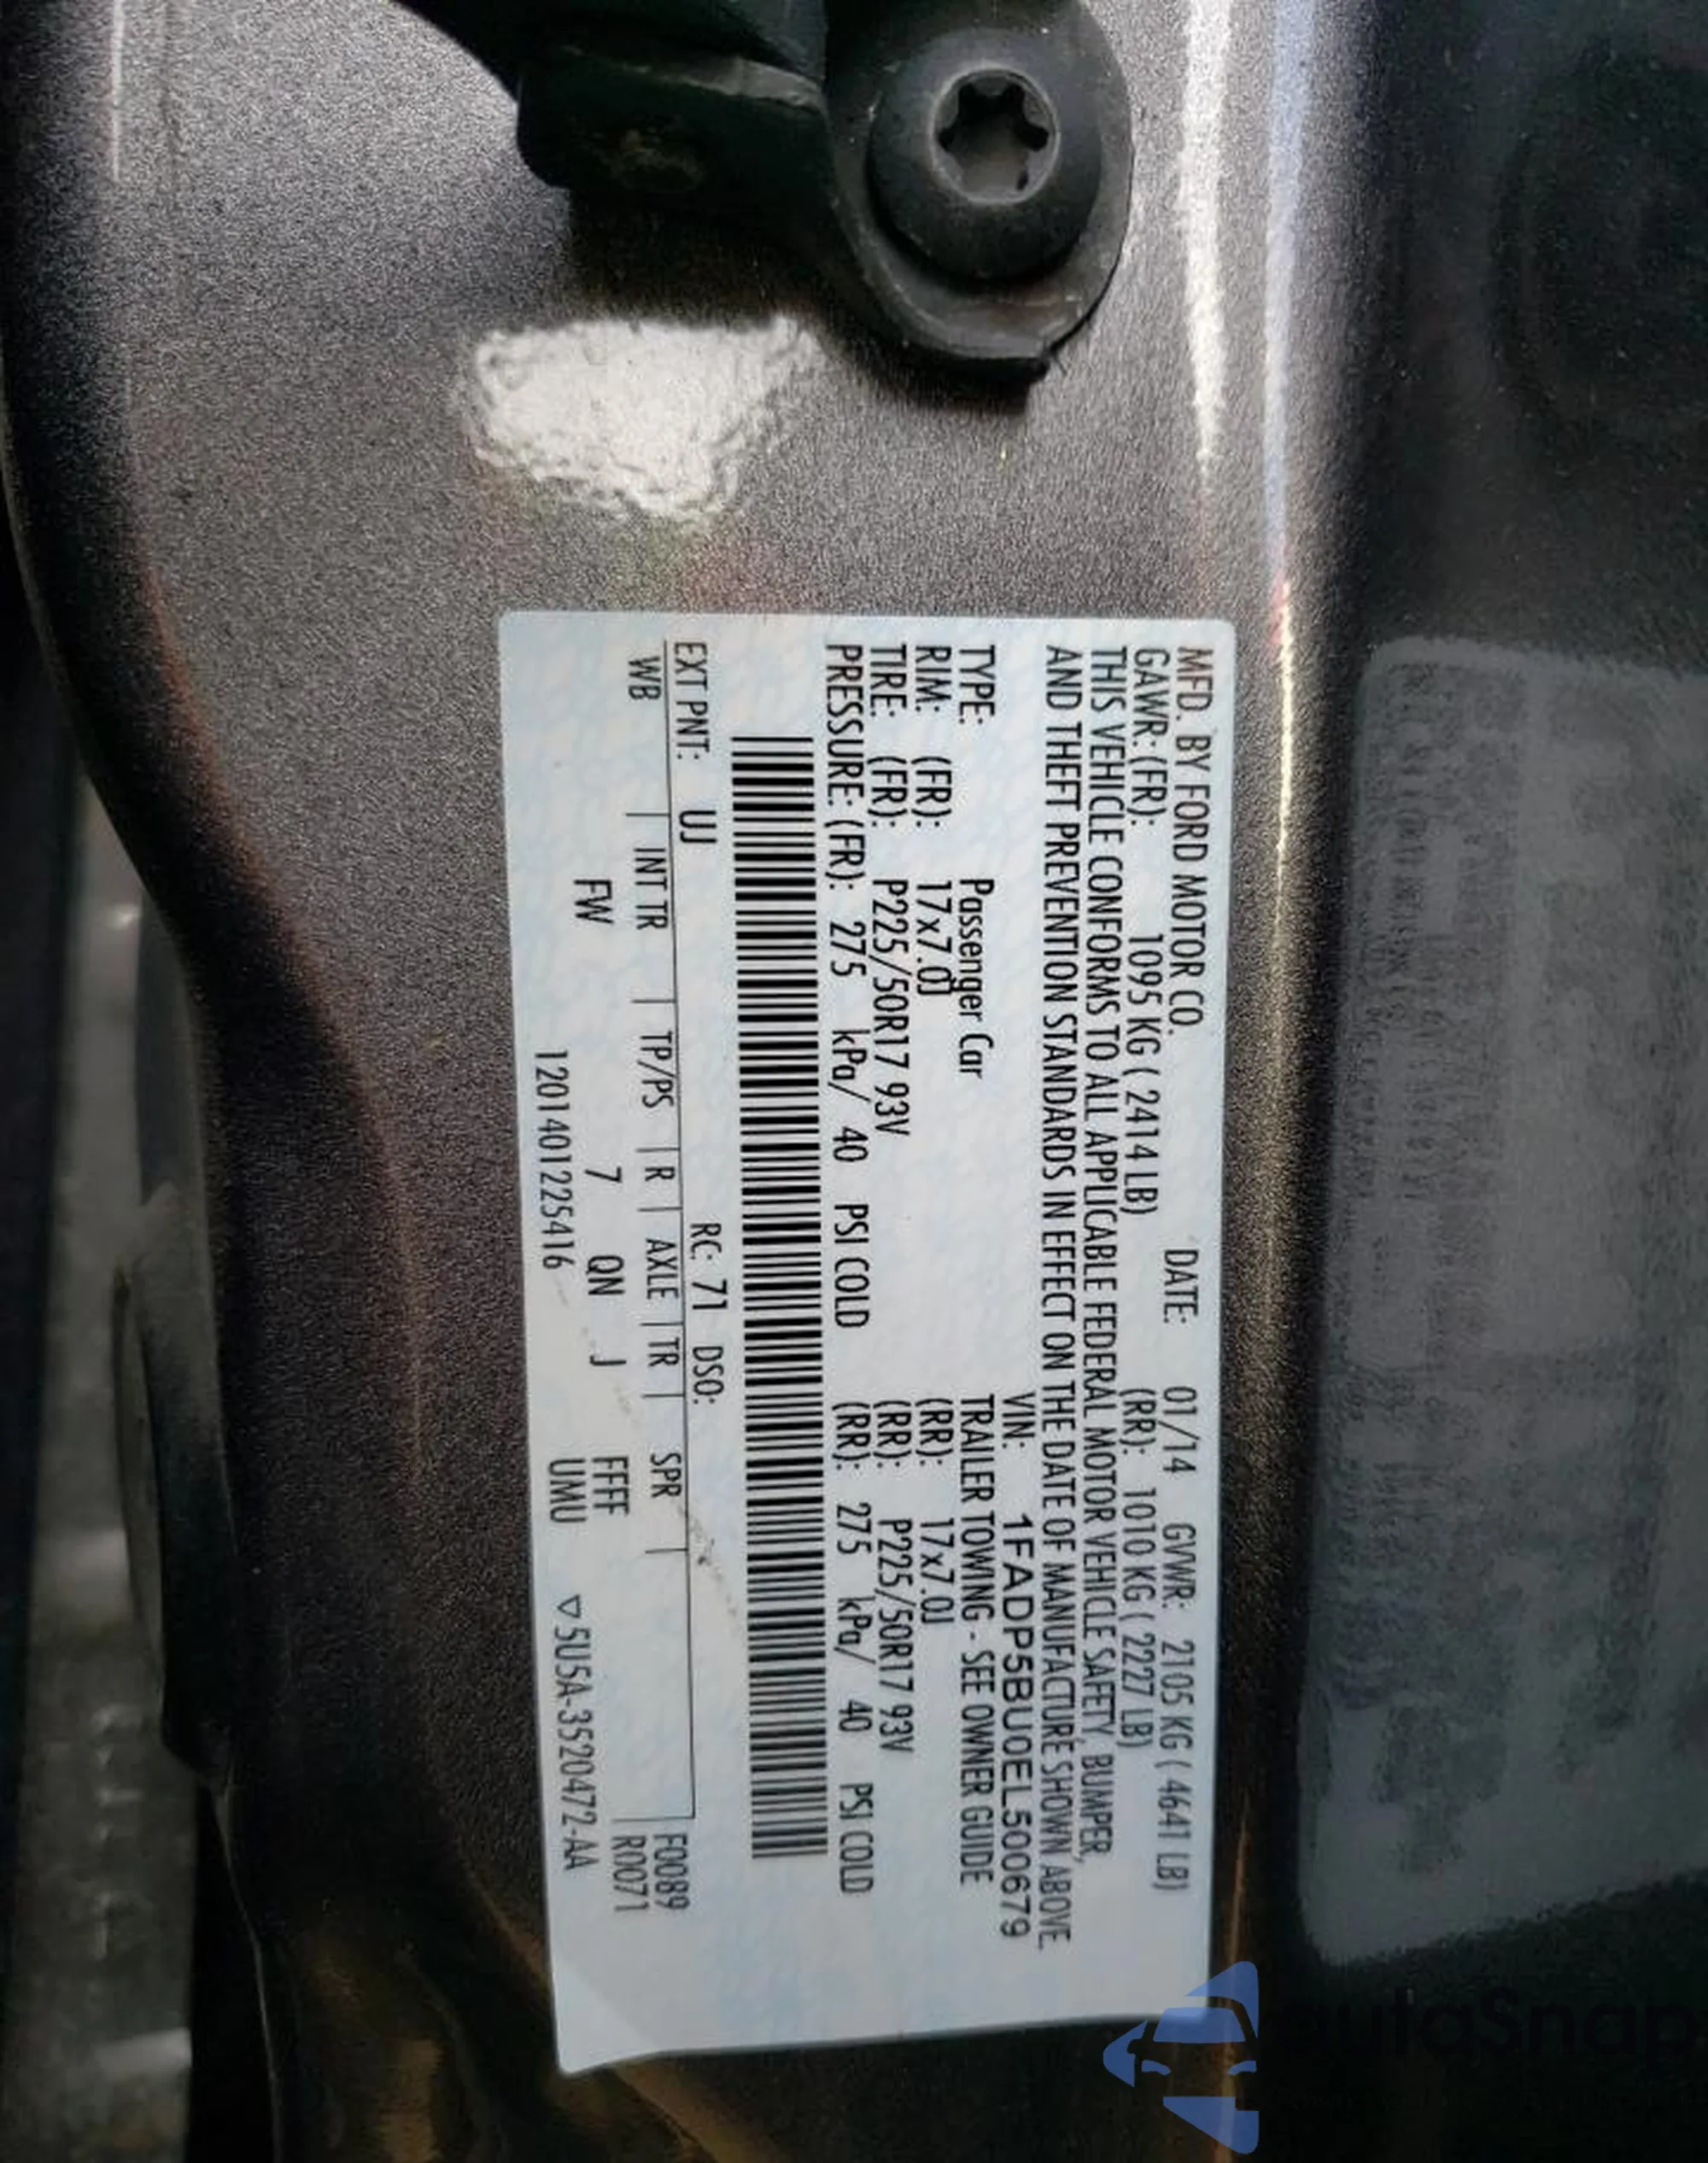 MFD. BY FORD MOTOR CO. DATE: 01/14 GVWR: 2105 KG ( 4641 LB)
GAWR: (FR): 1095 KG ( 2414 LB) (RR): 1010 KG ( 2227 LB)
THIS VEHICLE CONFORMS TO ALL APPLICABLE FEDERAL MOTOR VEHICLE SAFETY, BUMPER,
AND THEFT PREVENTION STANDARDS IN EFFECT ON THE DATE OF MANUFACTURE SHOWN ABOVE.
VIN: 1FADP5BU0EL500679
TYPE: Passenger Car TRAILER TOWING - SEE OWNER GUIDE
RIM: (FR): 17x7.0J (RR): 17x7.0J
TIRE: (FR): P225/50R17 93V (RR): P225/50R17 93V
PRESSURE: (FR): 275 kPa/ 40 PSI COLD (RR): 275 kPa/ 40 PSI COLD
EXT PNT: UJ RC: 71 DSO:
WB | INT TR | TP/PS | R | AXLE | TR | SPR | F0089
FW 7 QN J FFFF R0071
1201401225416 UMU ▽5U5A-3520472-AA
autoSnap